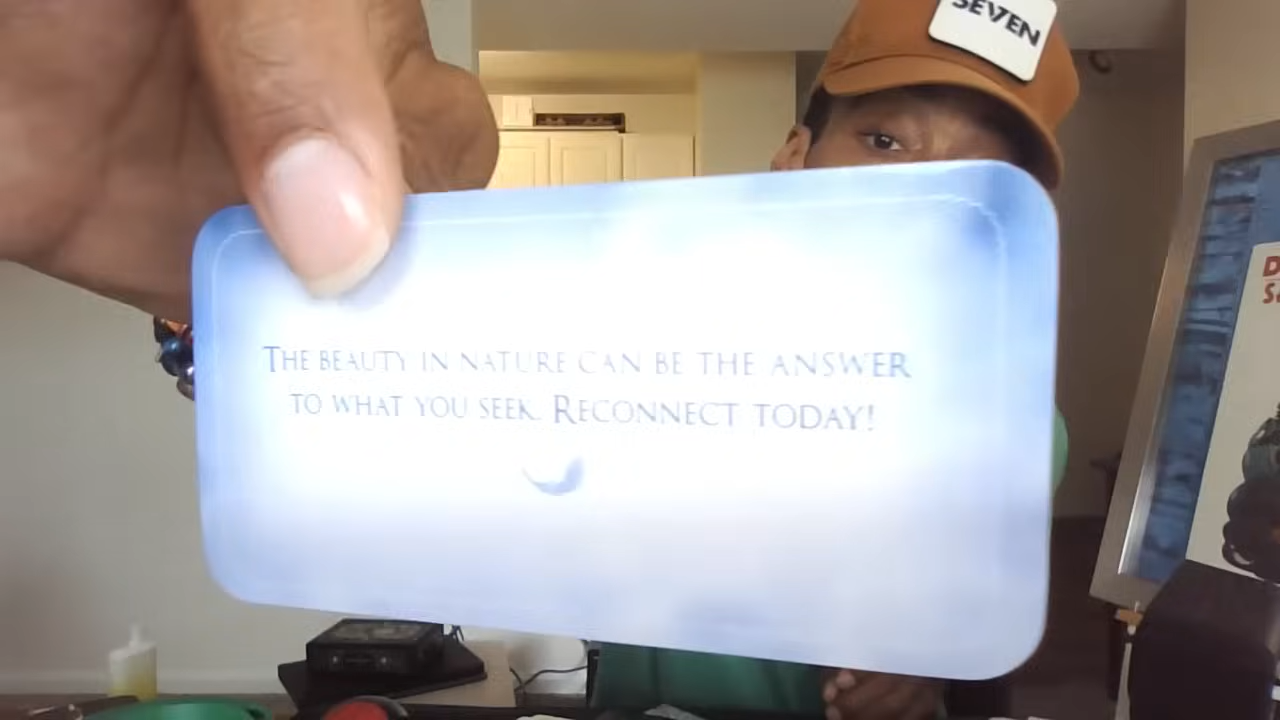 SEVEN
THE BEAUTY IN NATURE CAN BE THE ANSWER
TO WHAT YOU SEEK. RECONNECT TODAY!